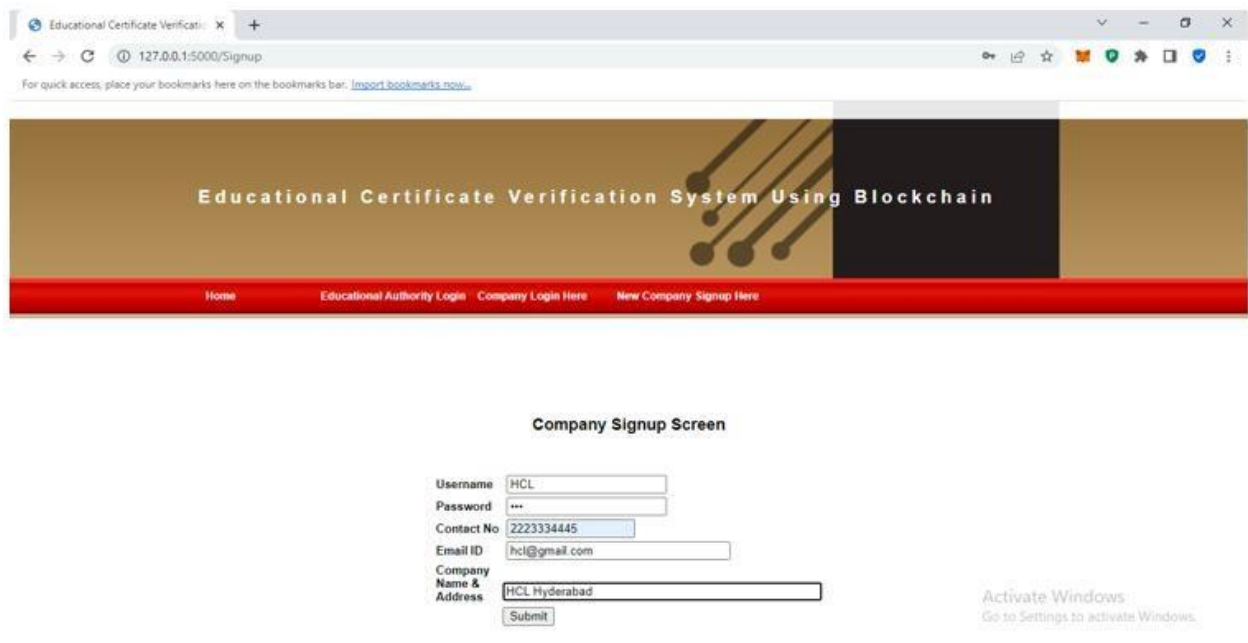 Educational Certificate Verificatic
127.0.0.1:5000/Signup
For quick access, place your bookmarks here on the bookmarks bar. Import bookmarks now...
Educational Certificate Verification System Using Blockchain
Home Educational Authority Login Company Login Here New Company Signup Here
Company Signup Screen
Username HCL
Password •••
Contact No 2223334445
Email ID hcl@gmail.com
Company
Name &
Address HCL Hyderabad
Submit
Activate Windows
Go to Settings to activate Windows.